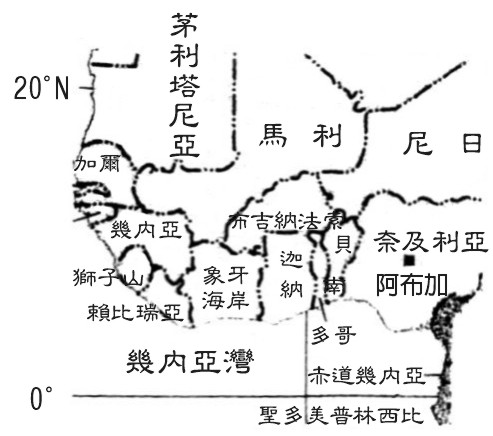 茅利塔尼亞
20°N
馬利
尼日
加爾
布吉納法索
幾內亞
貝南
奈及利亞
迦納
獅子山
象牙海岸
阿布加
賴比瑞亞
多哥
幾內亞灣
赤道幾內亞
0°
聖多美普林西比